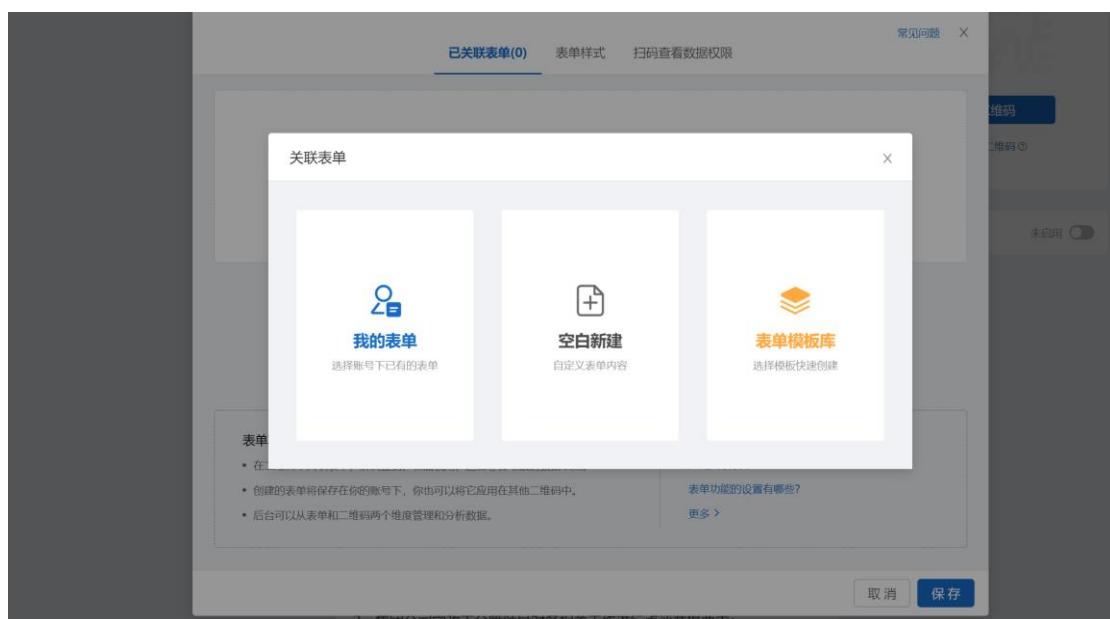 常见问题
已关联表单(0) 表单样式 扫码查看数据权限
维码
关联表单
二维码
未启用
我的表单
选择账号下已有的表单
空白新建
自定义表单内容
表单模板库
选择模板快速创建
表单
• 在
• 创建的表单将保存在你的账号下，你也可以将它应用在其他二维码中。
表单功能的设置有哪些?
• 后台可以从表单和二维码两个维度管理和分析数据。
更多 >
取消
保存